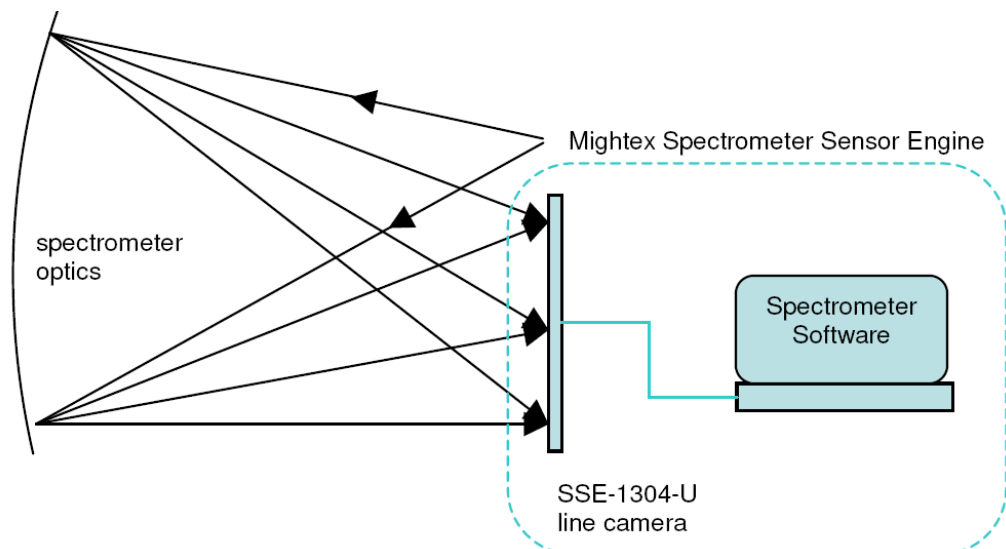 Mightex Spectrometer Sensor Engine
spectrometer
optics
Spectrometer
Software
SSE-1304-U
line camera